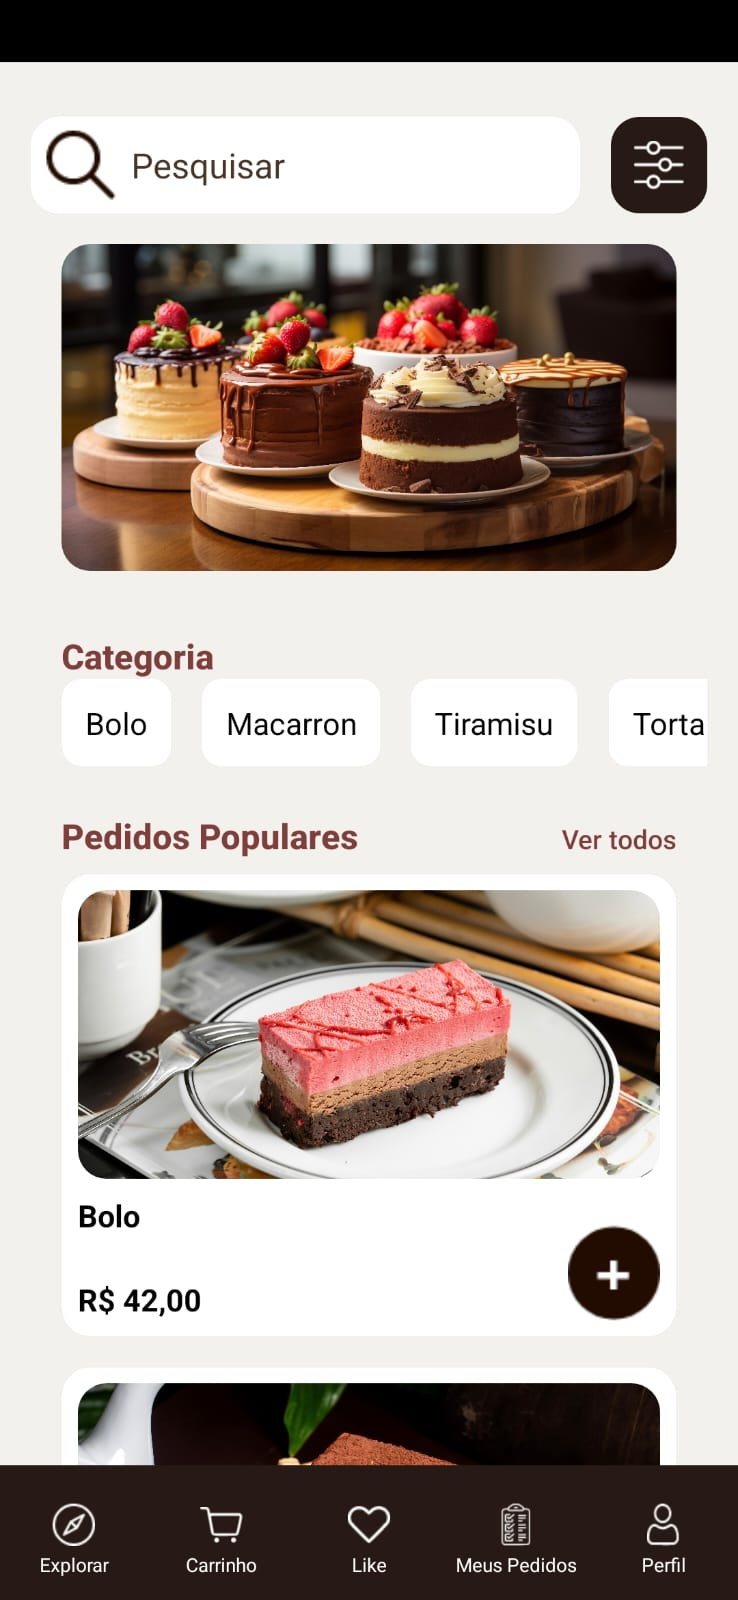 Pesquisar
Categoria
Bolo
Macarron
Tiramisu
Torta
Pedidos Populares
Ver todos
Bolo
R$ 42,00
Explorar
Carrinho
Like
Meus Pedidos
Perfil